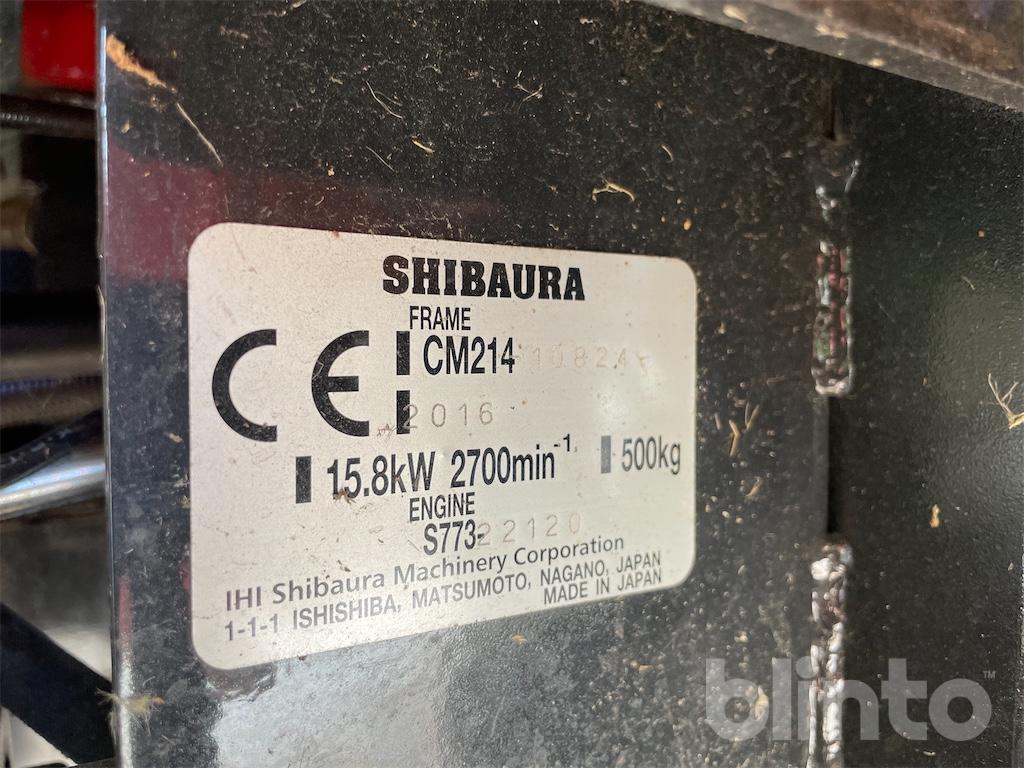 SHIBAURA
FRAME
CE CM214 10824
2016
15.8kW 2700min⁻¹ 500kg
ENGINE
S773-22120
IHI Shibaura Machinery Corporation
1-1-1 ISHISHIBA, MATSUMOTO, NAGANO, JAPAN
MADE IN JAPAN
blinto™